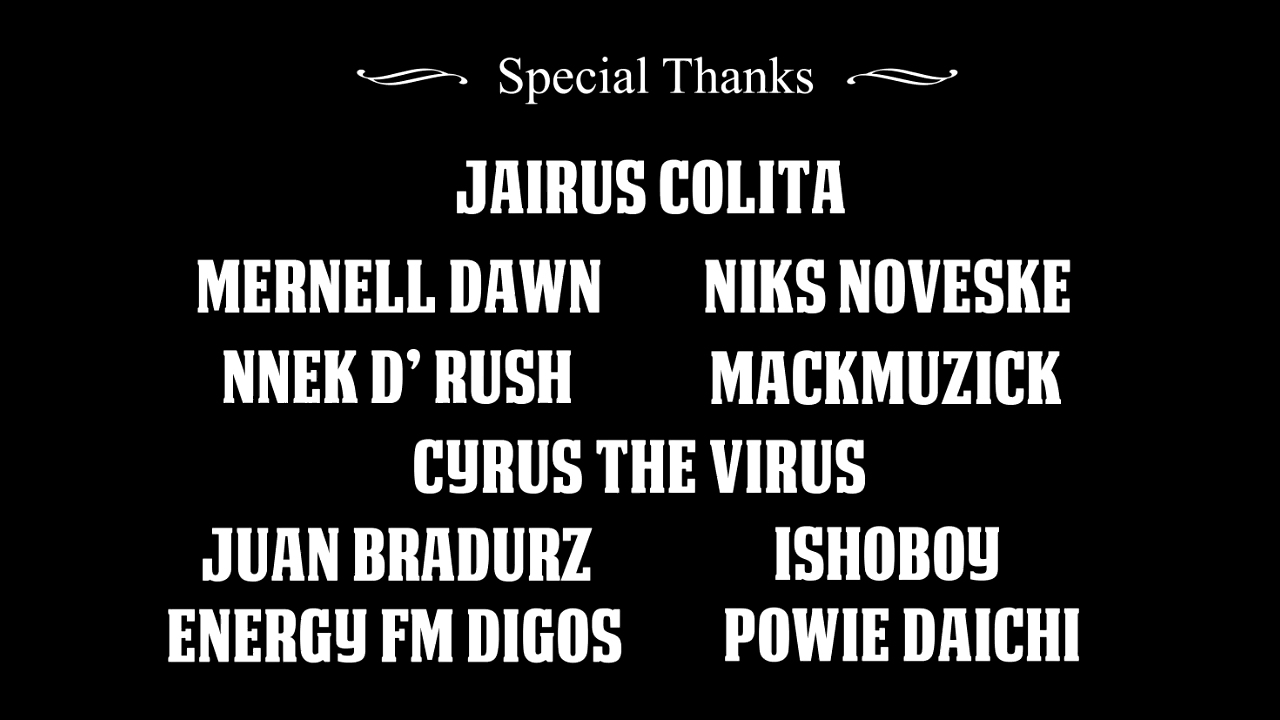 Special Thanks
JAIRUS COLITA
MERNELL DAWN NIKS NOVESKE
NNEK D' RUSH MACKMUZICK
CYRUS THE VIRUS
JUAN BRADURZ ISHOBOY
ENERGY FM DIGOS POWIE DAICHI